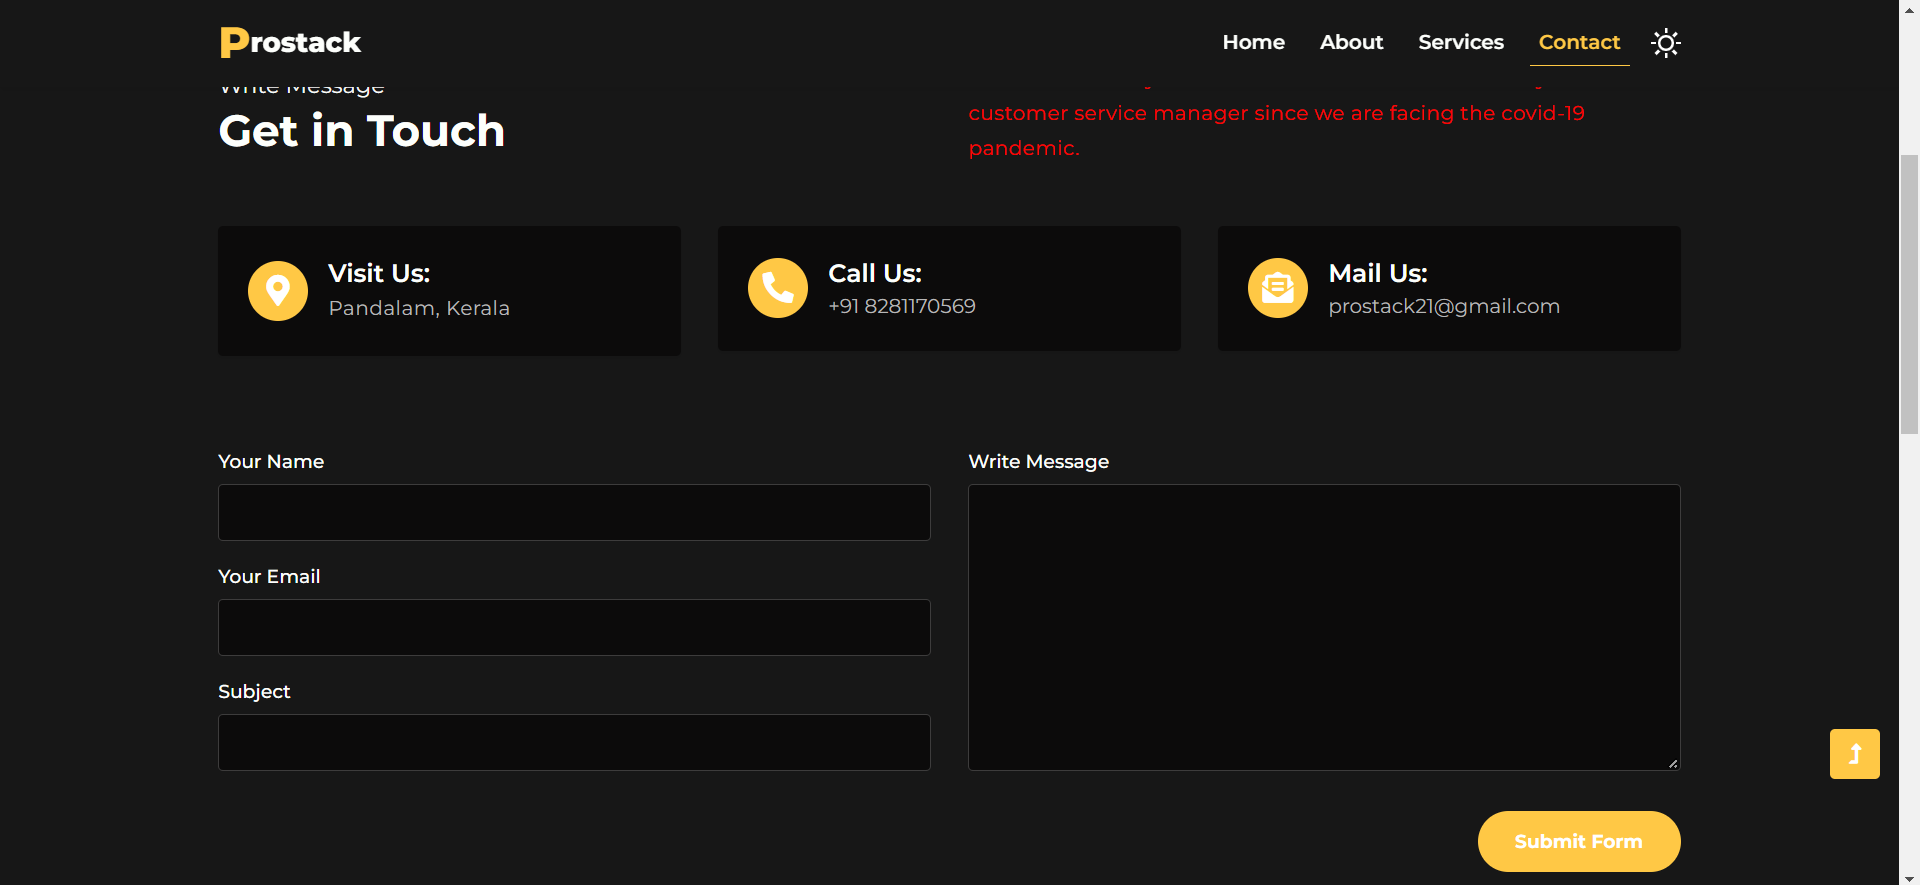 Prostack
Home
About
Services
Contact
Write Message
Get in Touch
customer service manager since we are facing the covid-19
pandemic.
Visit Us:
Pandalam, Kerala
Call Us:
+91 8281170569
Mail Us:
prostack21@gmail.com
Your Name
Your Email
Subject
Write Message
Submit Form